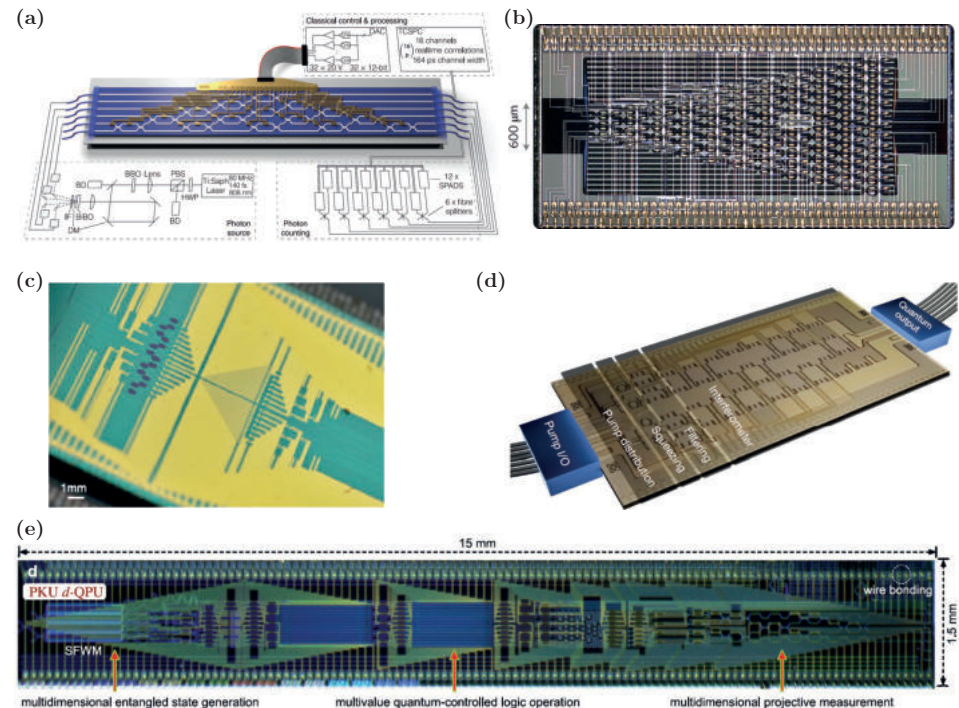 (a)
Classical control & processing
DAC
32 × 20 V 32 × 12-bit
TCSPC
16 channels
realtime correlations
164 ps channel width
BD
BBO Lens
PBS
Ti:Saph
Laser
80 MHz
140 fs
808 nm
HWP
BD
IF BiBO
DM
Photon
source
12 x
SPADS
6 x fibre
splitters
Photon
counting
(b)
600 µm
(c)
1mm
(d)
Pump I/O
Pump distribution
Squeezing
Filtering
Interferometer
Quantum
output
(e)
15 mm
d
PKU d-QPU
SFWM
wire bonding
1.5 mm
multidimensional entangled state generation
multivalue quantum-controlled logic operation
multidimensional projective measurement